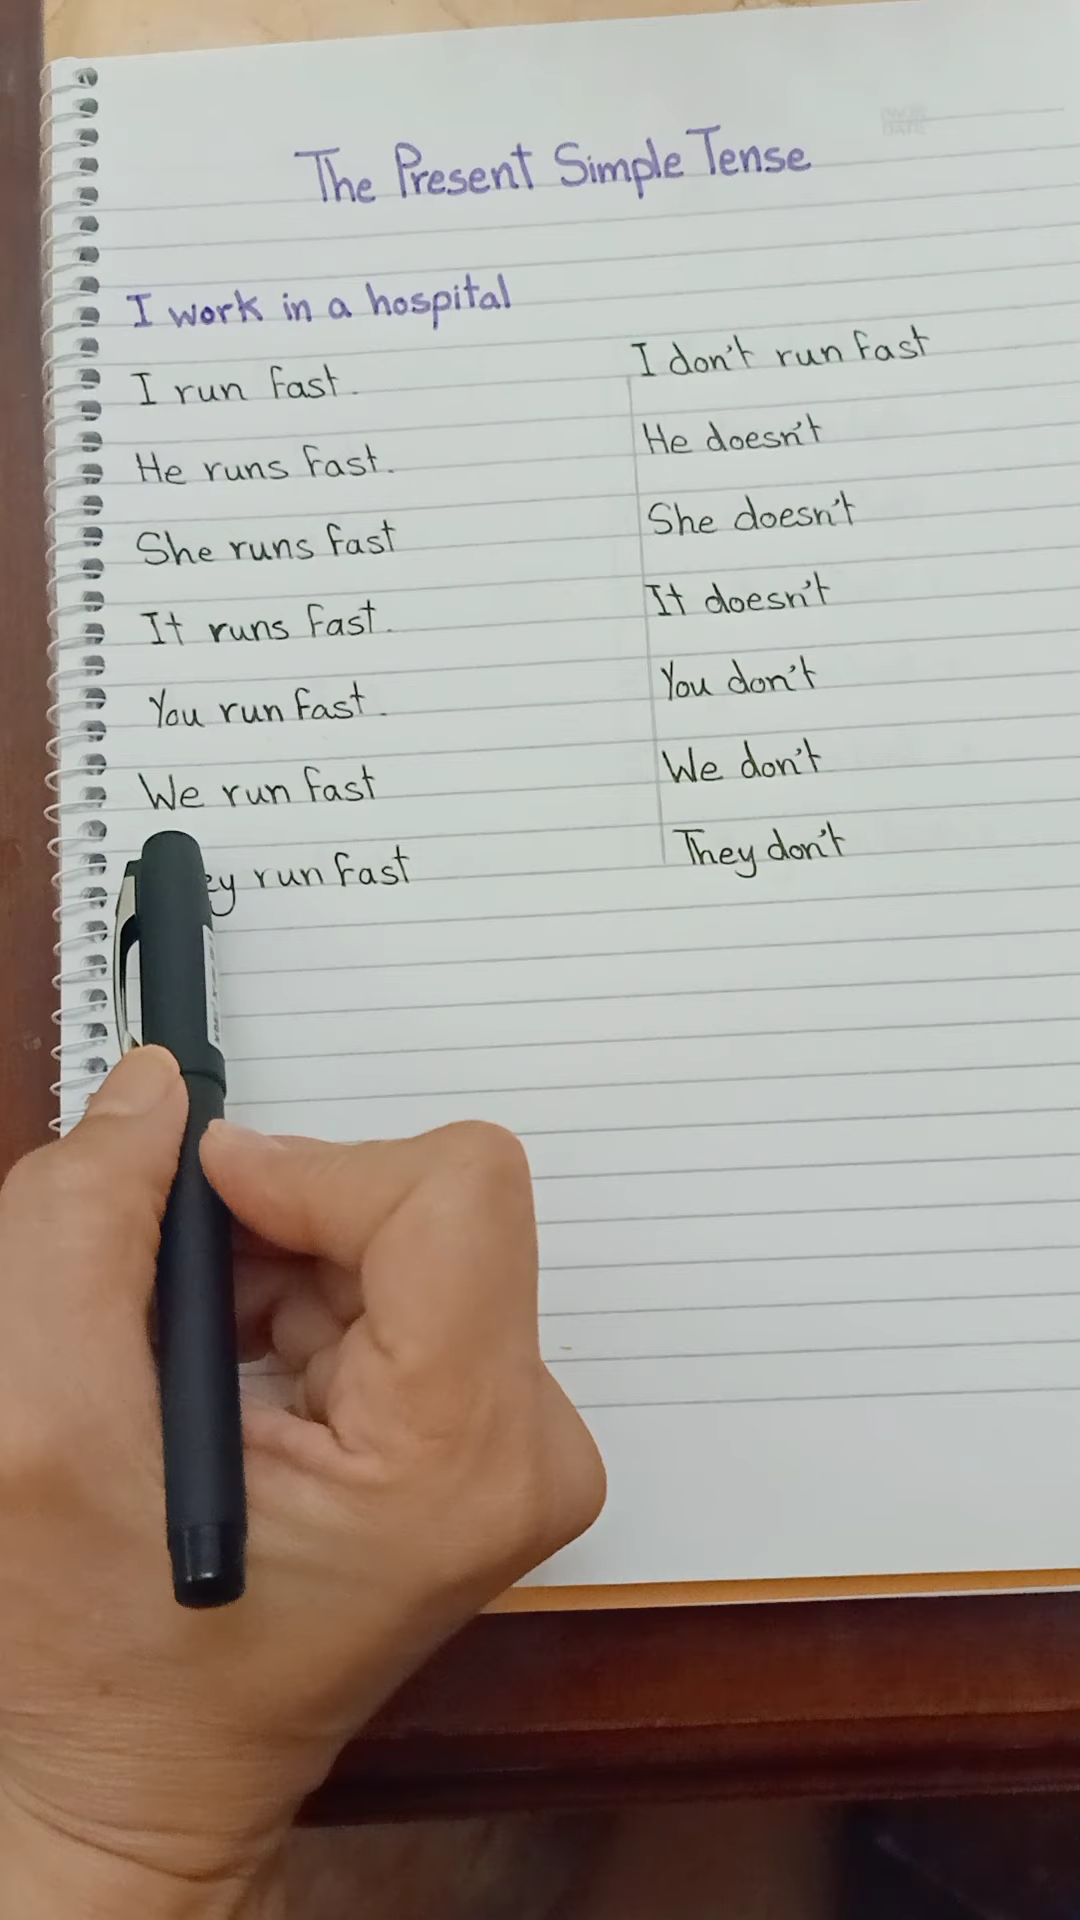 The Present Simple Tense
I work in a hospital
I run fast.
I don't run fast
He runs fast.
He doesn't
She runs fast
She doesn't
It runs fast.
It doesn't
You run fast.
You don't
We run fast
We don't
run fast
They don't